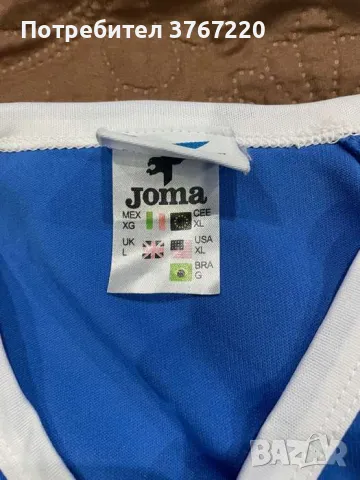 Потребител 3767220
Joma
MEX XG CEE XL
UK L USA XL
BRA G
BAZAR